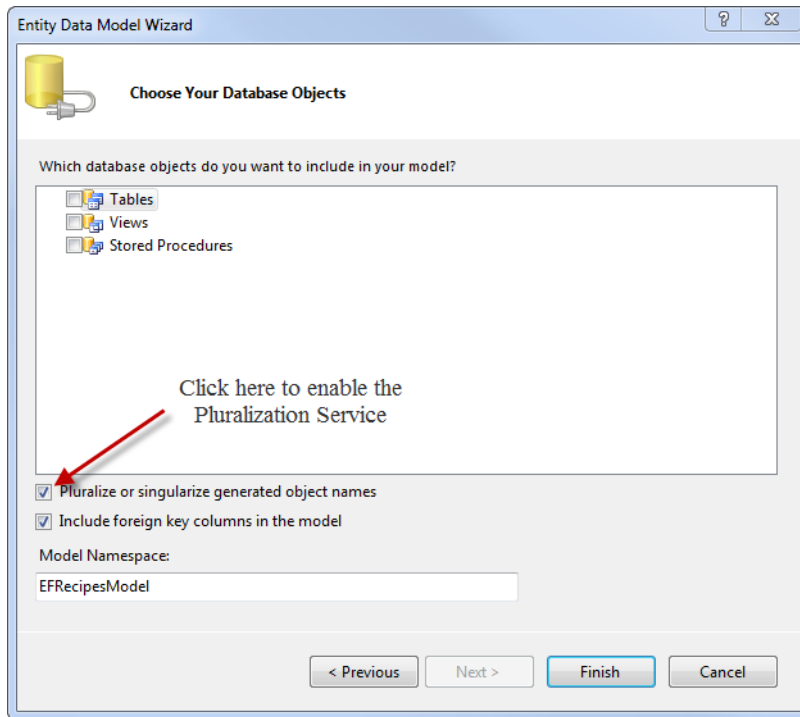 Entity Data Model Wizard
Choose Your Database Objects
Which database objects do you want to include in your model?
Tables
Views
Stored Procedures
Click here to enable the
Pluralization Service
Pluralize or singularize generated object names
Include foreign key columns in the model
Model Namespace:
EFRecipesModel
< Previous
Next >
Finish
Cancel